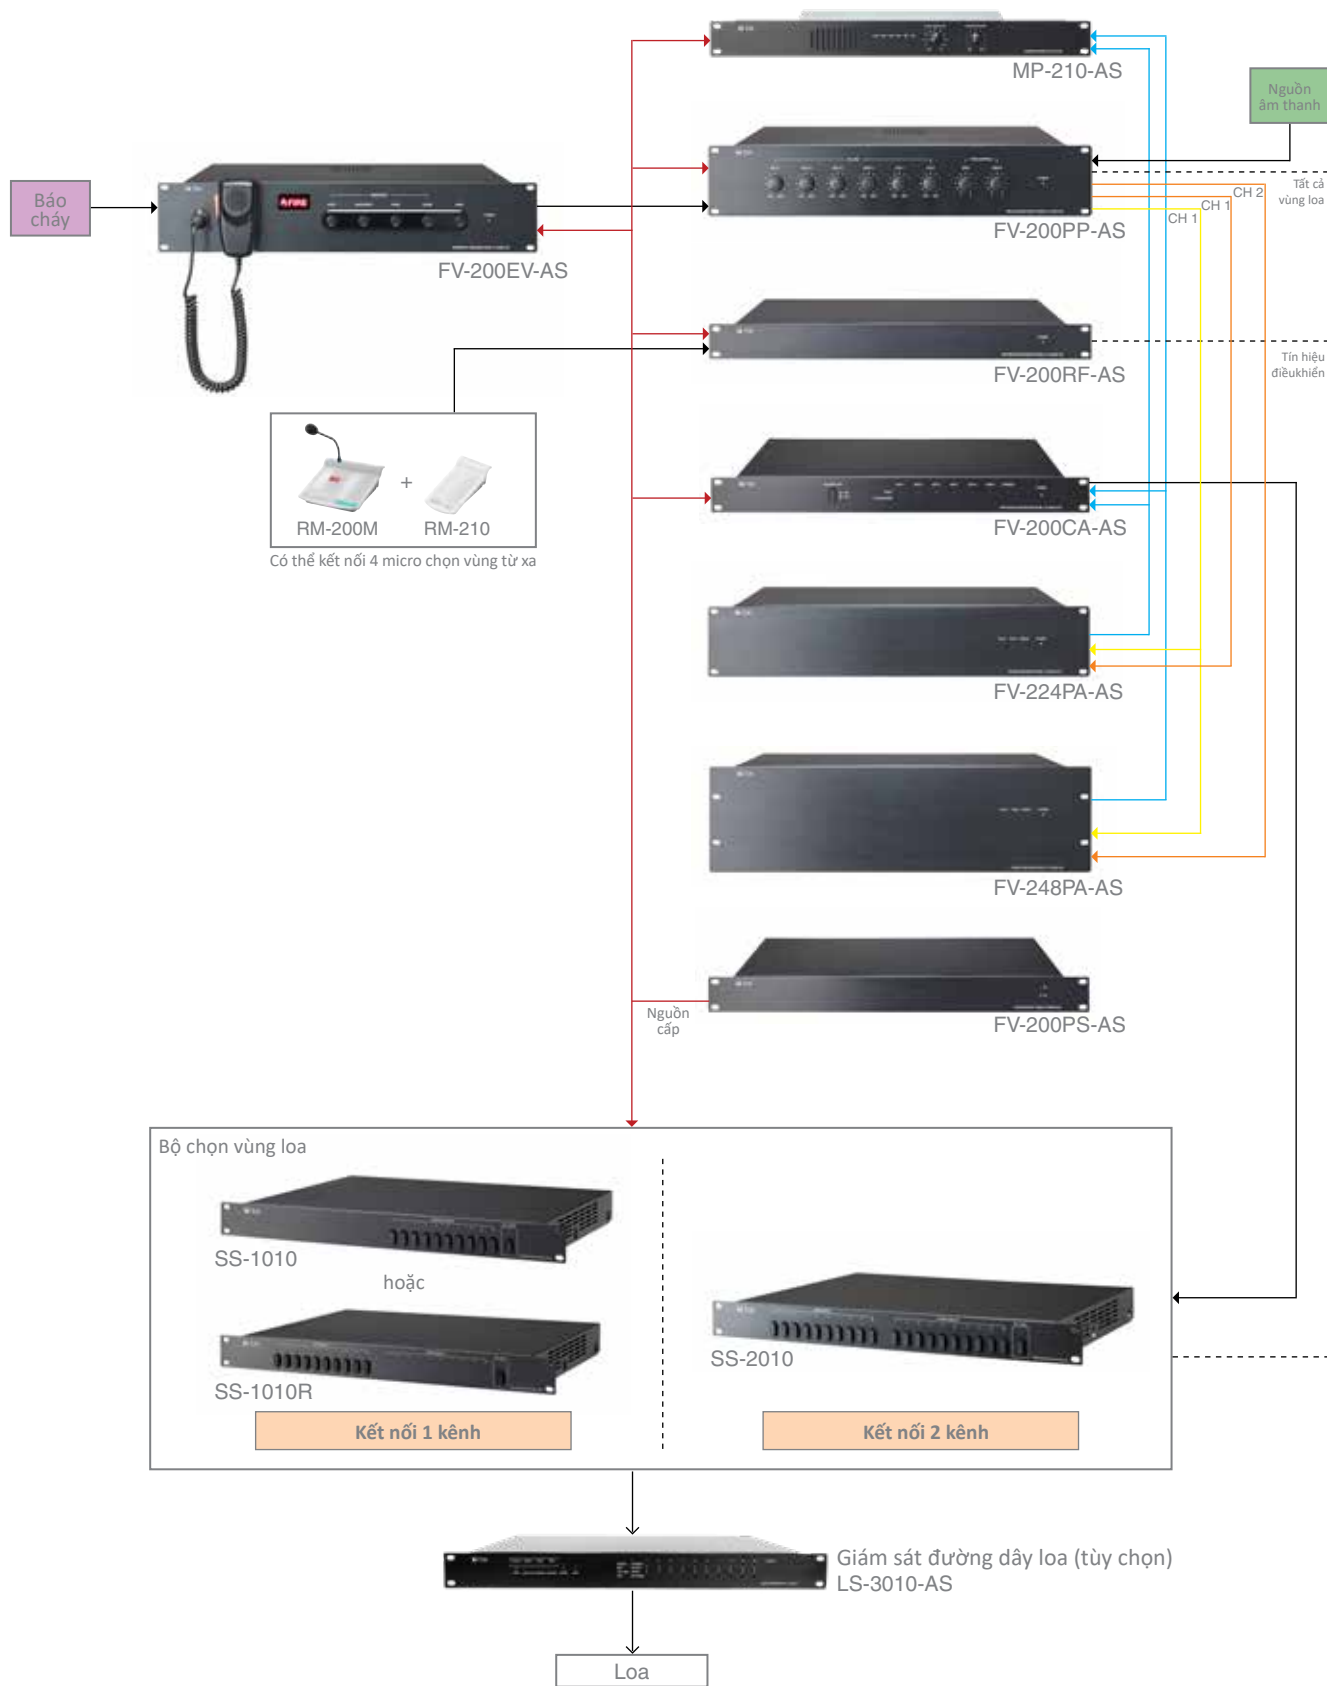 MP-210-AS
Nguồn
âm thanh
Báo
cháy
FIRE
FV-200EV-AS
FV-200PP-AS
CH 1
CH 1
CH 2
Tất cả
vùng loa
FV-200RF-AS
Tín hiệu
điềukhiển
RM-200M
+
RM-210
Có thể kết nối 4 micro chọn vùng từ xa
FV-200CA-AS
FV-224PA-AS
FV-248PA-AS
Nguồn
cấp
FV-200PS-AS
Bộ chọn vùng loa
SS-1010
hoặc
SS-1010R
SS-2010
Kết nối 1 kênh
Kết nối 2 kênh
Giám sát đường dây loa (tùy chọn)
LS-3010-AS
Loa